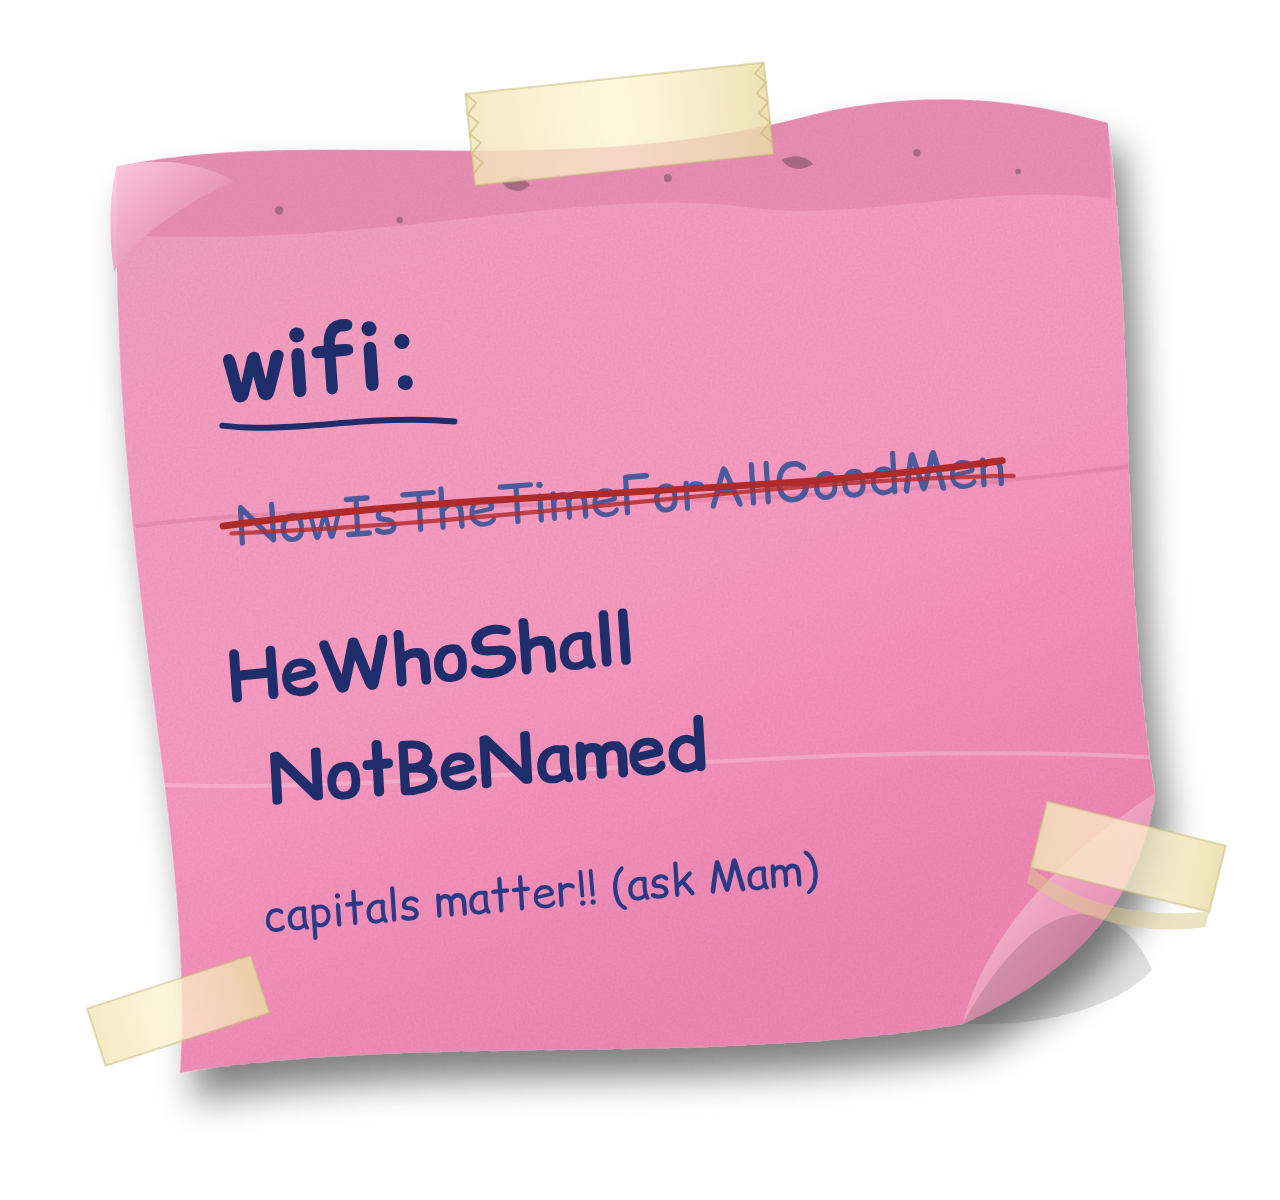 wifi:
NowIsTheTimeForAllGoodMen
HeWhoShall
NotBeNamed
capitals matter!! (ask Mam)